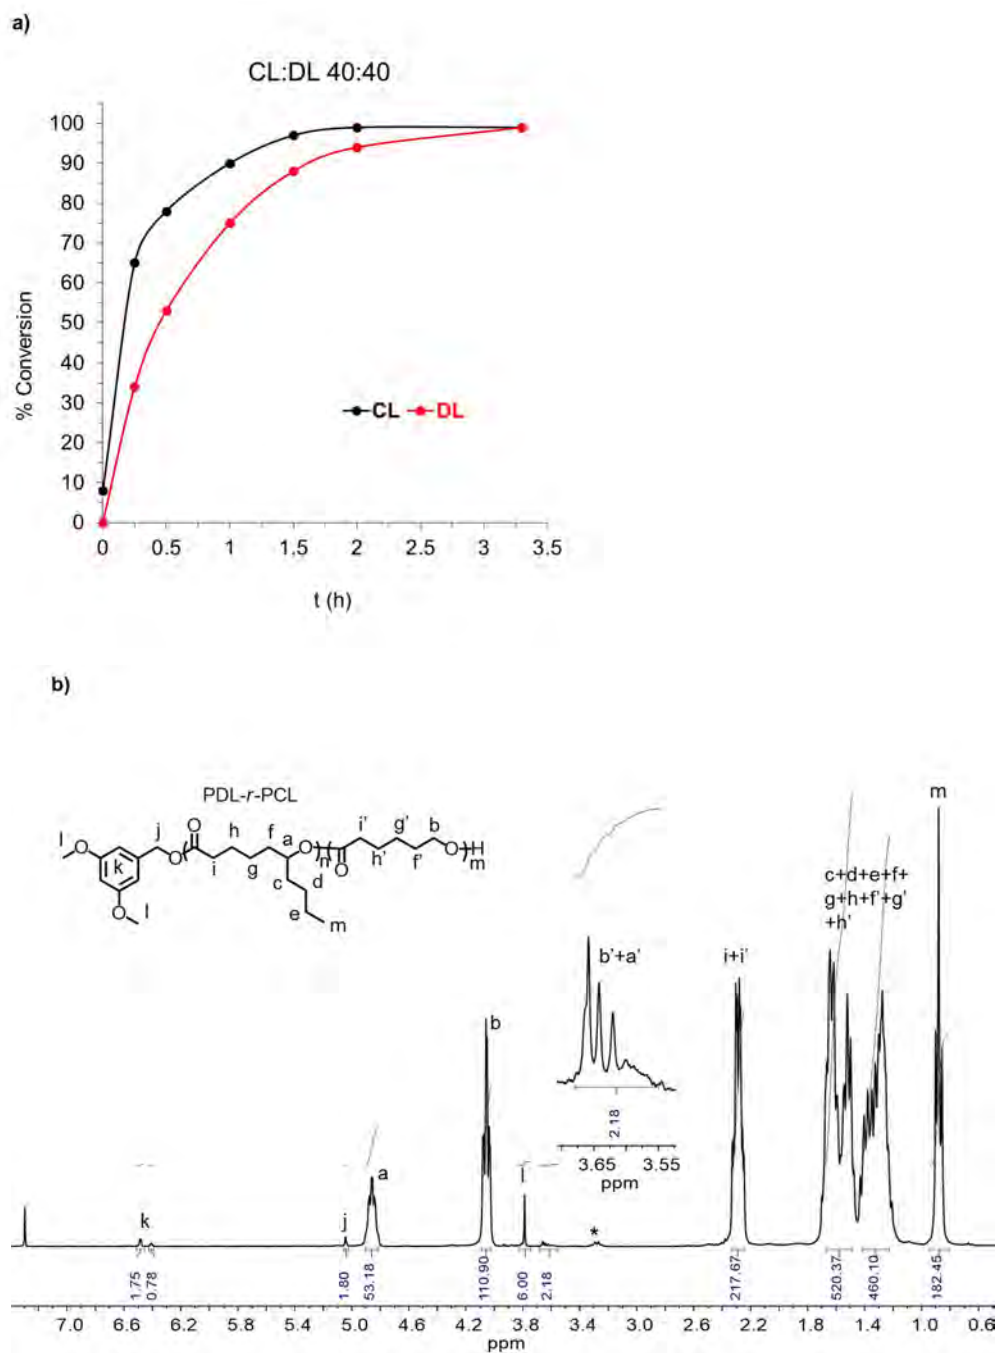 a)
CL:DL 40:40
100
90
80
70
60
50
40
30
20
10
0
% Conversion
CL DL
0 0.5 1 1.5 2 2.5 3 3.5
t (h)
b)
PDL-r-PCL
l O j O h f a O n i' g' b O H
k O i g c d e m O h' f' m
O l
b'+a'
2.18
3.65 3.55
ppm
c+d+e+f+
g+h+f'+g'
+h'
m
i+i'
b
a
l
k
j
*
1.75 0.78 1.80 53.18 110.90 6.00 2.18 217.67 520.37 460.10 182.45
7.0 6.6 6.2 5.8 5.4 5.0 4.6 4.2 3.8 3.4 3.0 2.6 2.2 1.8 1.4 1.0 0.6
ppm